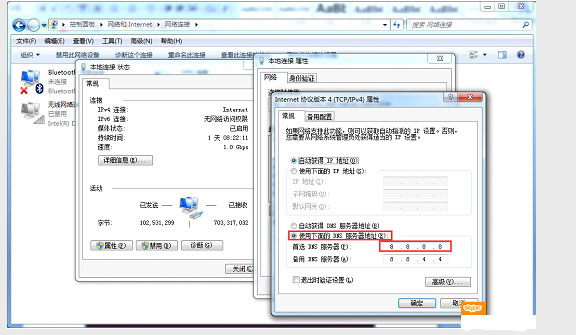 控制面板 ▸ 网络和 Internet ▸ 网络连接 ▸
搜索 网络连接
文件(F) 编辑(E) 查看(V) 工具(T) 高级(N) 帮助(H)
组织 禁用此网络设备 诊断这个连接 重命名此连接
Bluetooth
未连接
Bluetooth
无线网络
已禁用
Intel(R)
本地连接 状态
常规
连接
IPv4 连接: Internet
IPv6 连接: 无网络访问权限
媒体状态: 已启用
持续时间: 1 天 08:22:11
速度: 1.0 Gbps
详细信息(E)...
活动
已发送 — — 已接收
字节: 102,531,299 | 703,317,032
属性(P) 禁用(D) 诊断(G)
关闭(C)
本地连接 属性
网络 身份验证
Internet 协议版本 4 (TCP/IPv4) 属性
常规 备用配置
如果网络支持此功能，则可以获取自动指派的 IP 设置。否则，
您需要从网络系统管理员处获得适当的 IP 设置。
自动获得 IP 地址(O)
使用下面的 IP 地址(S):
IP 地址(I):
子网掩码(U):
默认网关(D):
自动获得 DNS 服务器地址(B)
使用下面的 DNS 服务器地址(E):
首选 DNS 服务器(P): 8 . 8 . 8 . 8
备用 DNS 服务器(A): 8 . 8 . 4 . 4
退出时验证设置(L)
高级(V)...
确定